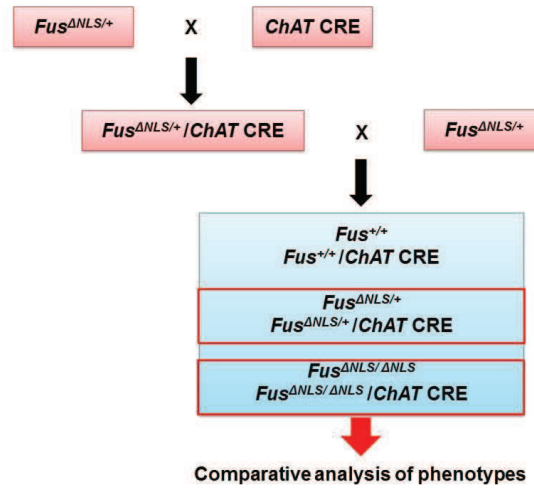 Fus^ΔNLS/+ X ChAT CRE
Fus^ΔNLS/+ /ChAT CRE X Fus^ΔNLS/+
Fus^+/+
Fus^+/+ /ChAT CRE
Fus^ΔNLS/+
Fus^ΔNLS/+ /ChAT CRE
Fus^ΔNLS/ ΔNLS
Fus^ΔNLS/ ΔNLS /ChAT CRE
Comparative analysis of phenotypes